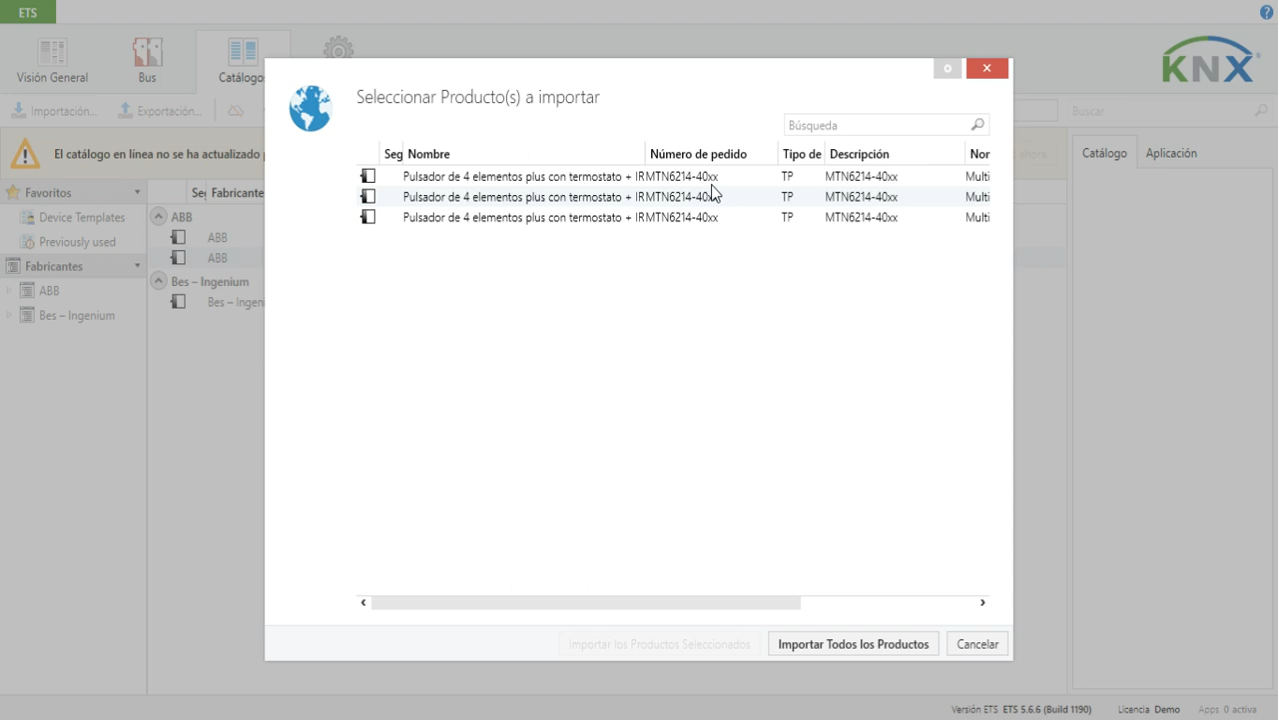 ETS
?
Visión General
Bus
Catálogos
KNX
Importación...
Exportación...
Buscar
El catálogo en línea no se ha actualizado
ahora
Seleccionar Producto(s) a importar
Búsqueda
Seg Nombre Número de pedido Tipo de Descripción Nor
Pulsador de 4 elementos plus con termostato + IR MTN6214-40xx TP MTN6214-40xx Multi
Pulsador de 4 elementos plus con termostato + IR MTN6214-40xx TP MTN6214-40xx Multi
Pulsador de 4 elementos plus con termostato + IR MTN6214-40xx TP MTN6214-40xx Multi
Favoritos
Device Templates
Previously used
Fabricantes
ABB
Bes – Ingenium
Seg Fabricante
ABB
ABB
ABB
Bes – Ingenium
Bes – Ingeni
Catálogo Aplicación
Importar los Productos Seleccionados
Importar Todos los Productos
Cancelar
Versión ETS ETS 5.6.6 (Build 1190) Licencia Demo Apps 0 activa